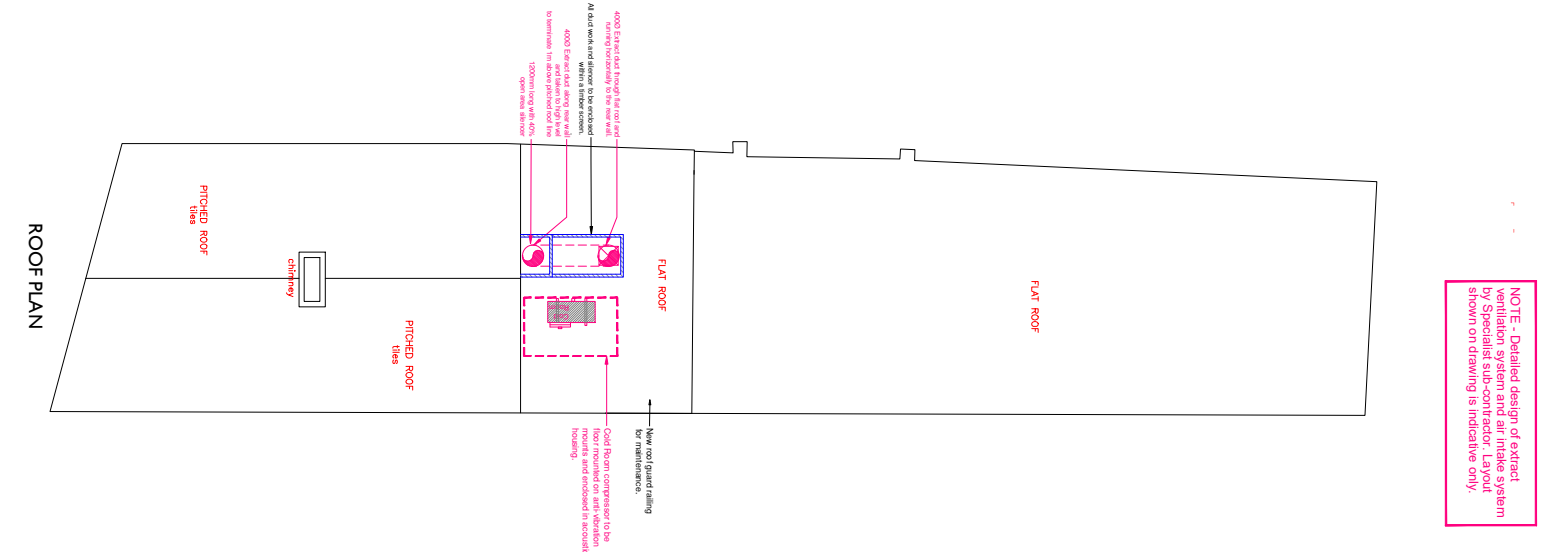 ROOF PLAN
PITCHED ROOF
tiles
chimney
PITCHED ROOF
tiles
1200mm long with 40%
open area silencer
400Ø Extract duct along rear wall
and taken to high level
to terminate 1m above pitched roof line
All duct work and silencer to be enclosed
within a timber screen.
400Ø Extract duct through flat roof and
running horizontally to the rear wall.
FLAT ROOF
Cold Room compressor to be
floor mounted on anti-vibration
mounts and enclosed in acoustic
housing.
New roof guard railing
for maintenance.
FLAT ROOF
NOTE - Detailed design of extract
ventilation system and air intake system
by Specialist sub-contractor. Layout
shown on drawing is indicative only.